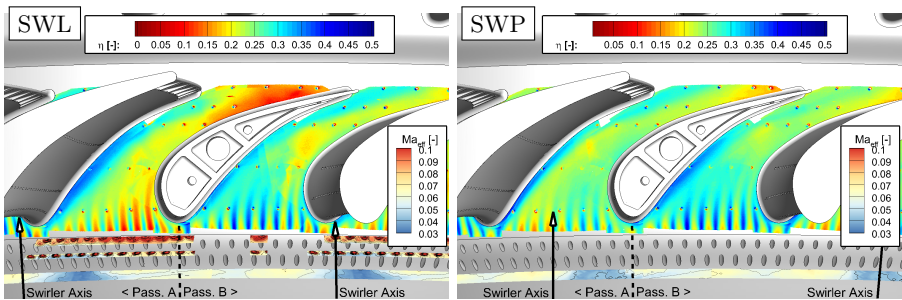 SWL
η [-]: 0 0.05 0.1 0.15 0.2 0.25 0.3 0.35 0.4 0.45 0.5
Ma_eff [-]
0.1
0.09
0.08
0.07
0.06
0.05
0.04
0.03
Swirler Axis < Pass. A Pass. B > Swirler Axis
SWP
η [-]: 0.05 0.1 0.15 0.2 0.25 0.3 0.35 0.4 0.45 0.5
Ma_eff [-]
0.1
0.09
0.08
0.07
0.06
0.05
0.04
0.03
Swirler Axis < Pass. A Pass. B > Swirler Axis